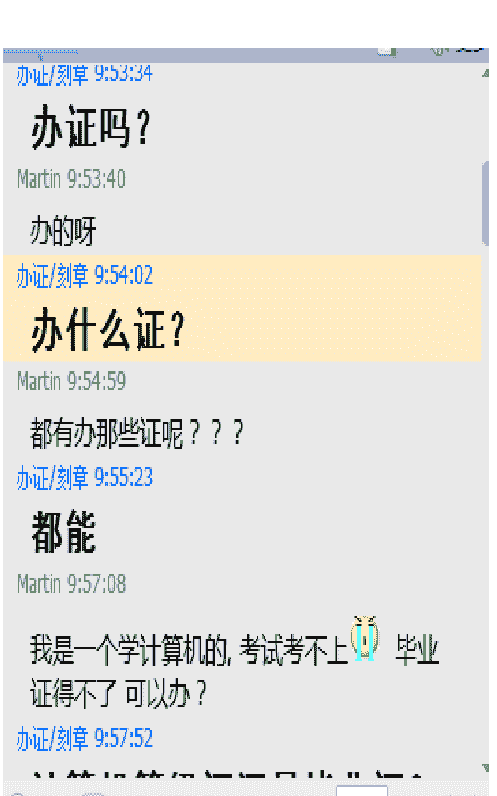 办证/刻章 9:53:34
办证吗？
Martin 9:53:40
办的呀
办证/刻章 9:54:02
办什么证？
Martin 9:54:59
都有办那些证呢？？？
办证/刻章 9:55:23
都能
Martin 9:57:08
我是一个学计算机的, 考试考不上 毕业
证得不了 可以办？
办证/刻章 9:57:52